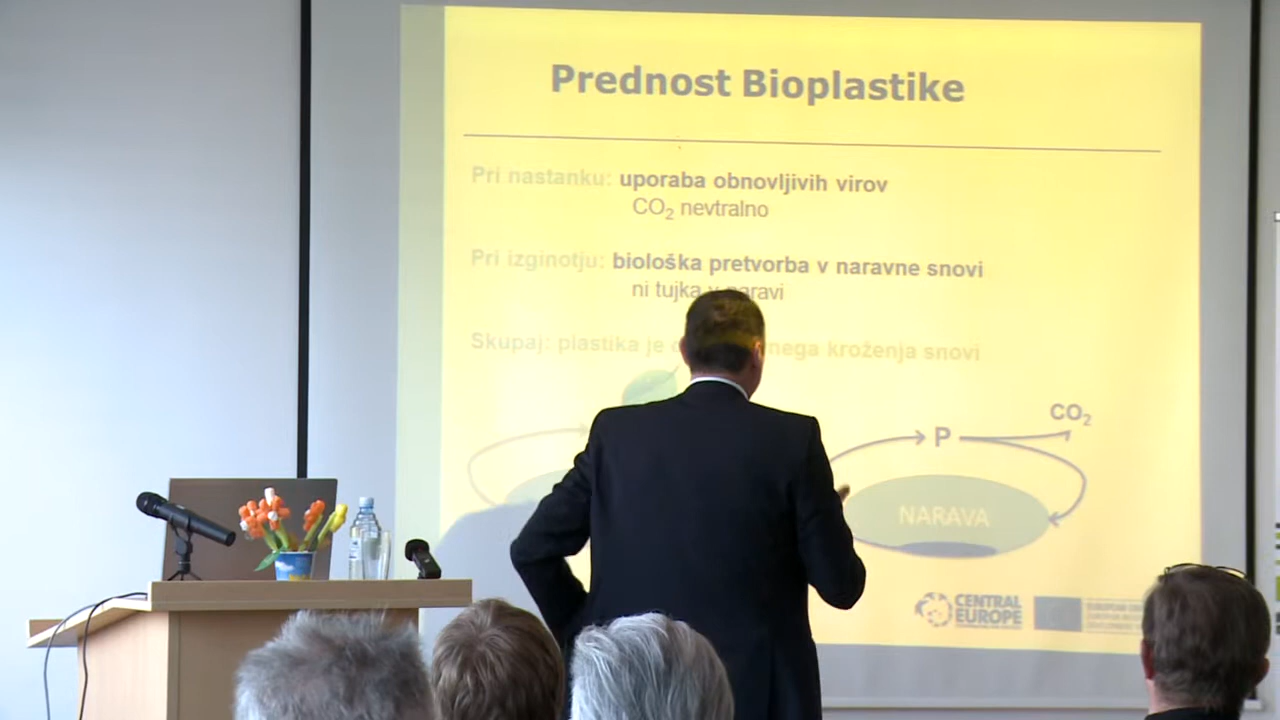 Prednost Bioplastike
Pri nastanku: uporaba obnovljivih virov
CO₂ nevtralno
Pri izginotju: biološka pretvorba v naravne snovi
ni tujka v naravi
Skupaj: plastika je nega kroženja snovi
CO₂
P
NARAVA
CENTRAL
EUROPE